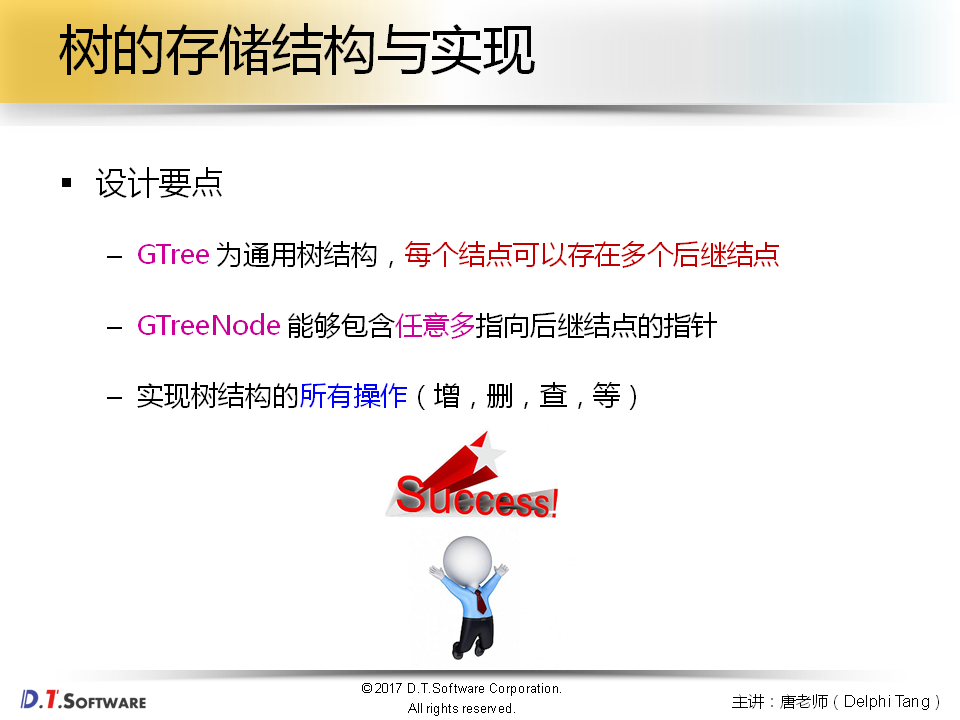 树的存储结构与实现
▪ 设计要点
– GTree 为通用树结构，每个结点可以存在多个后继结点
– GTreeNode 能够包含任意多指向后继结点的指针
– 实现树结构的所有操作（增，删，查，等）
Success!
D.T.SOFTWARE
©2017 D.T.Software Corporation.
All rights reserved.
主讲：唐老师（Delphi Tang）